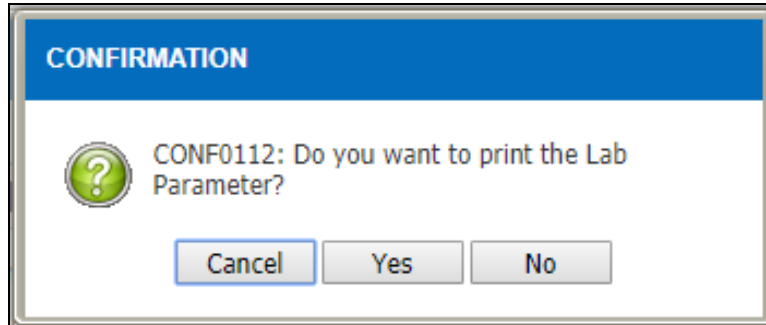 CONFIRMATION
CONF0112: Do you want to print the Lab
Parameter?
Cancel Yes No